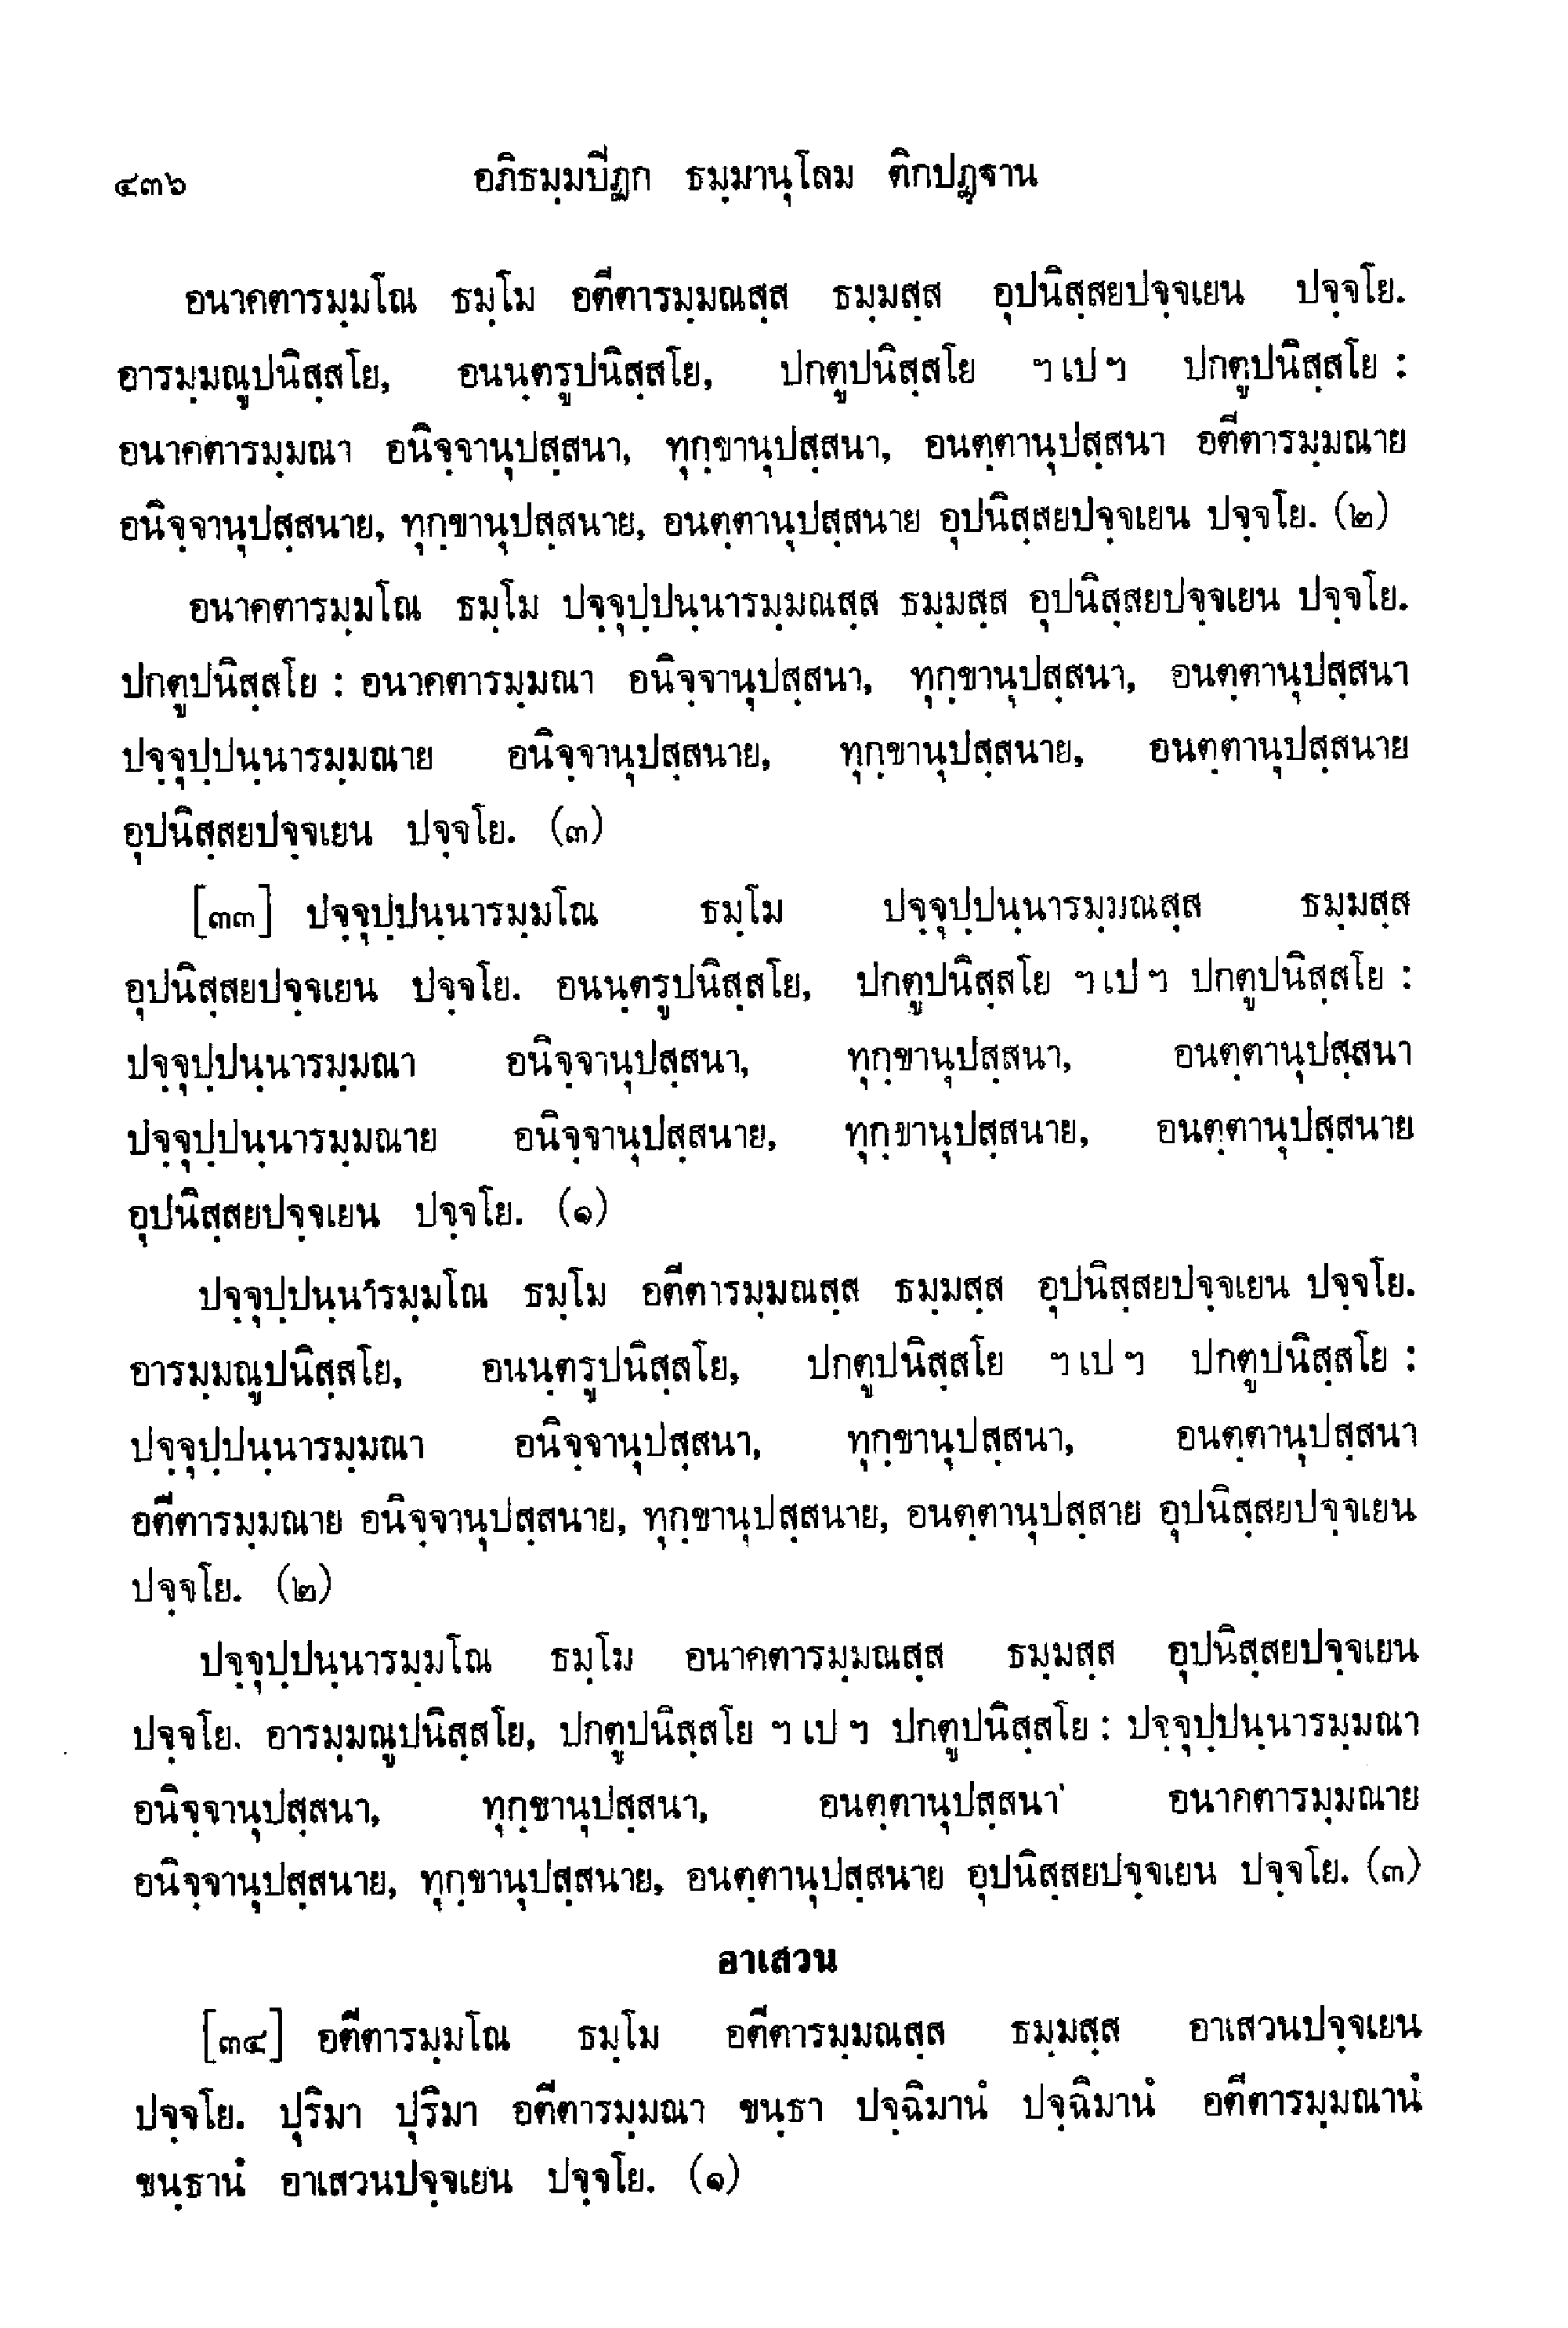 ๔๓๖ อภิธมฺมปิฏก ธมฺมานุโลม ติกปฏฺฐาน
อนาคตารมฺมโณ ธมฺโม อตีตารมฺมณสฺส ธมฺมสฺส อุปนิสฺสยปจฺจเยน ปจฺจโย.
อารมฺมณูปนิสฺสโย, อนนฺตรูปนิสฺสโย, ปกตูปนิสฺสโย ฯ เป ฯ ปกตูปนิสฺสโย :
อนาคตารมฺมณา อนิจฺจานุปสฺสนา, ทุกฺขานุปสฺสนา, อนตฺตานุปสฺสนา อตีตารมฺมณาย
อนิจฺจานุปสฺสนาย, ทุกฺขานุปสฺสนาย, อนตฺตานุปสฺสนาย อุปนิสฺสยปจฺจเยน ปจฺจโย. (๒)
อนาคตารมฺมโณ ธมฺโม ปจฺจุปฺปนฺนารมฺมณสฺส ธมฺมสฺส อุปนิสฺสยปจฺจเยน ปจฺจโย.
ปกตูปนิสฺสโย : อนาคตารมฺมณา อนิจฺจานุปสฺสนา, ทุกฺขานุปสฺสนา, อนตฺตานุปสฺสนา
ปจฺจุปฺปนฺนารมฺมณาย อนิจฺจานุปสฺสนาย, ทุกฺขานุปสฺสนาย, อนตฺตานุปสฺสนาย
อุปนิสฺสยปจฺจเยน ปจฺจโย. (๓)
[๓๓] ปจฺจุปฺปนฺนารมฺมโณ ธมฺโม ปจฺจุปฺปนฺนารมฺมณสฺส ธมฺมสฺส
อุปนิสฺสยปจฺจเยน ปจฺจโย. อนนฺตรูปนิสฺสโย, ปกตูปนิสฺสโย ฯ เป ฯ ปกตูปนิสฺสโย :
ปจฺจุปฺปนฺนารมฺมณา อนิจฺจานุปสฺสนา, ทุกฺขานุปสฺสนา, อนตฺตานุปสฺสนา
ปจฺจุปฺปนฺนารมฺมณาย อนิจฺจานุปสฺสนาย, ทุกฺขานุปสฺสนาย, อนตฺตานุปสฺสนาย
อุปนิสฺสยปจฺจเยน ปจฺจโย. (๑)
ปจฺจุปฺปนฺนารมฺมโณ ธมฺโม อตีตารมฺมณสฺส ธมฺมสฺส อุปนิสฺสยปจฺจเยน ปจฺจโย.
อารมฺมณูปนิสฺสโย, อนนฺตรูปนิสฺสโย, ปกตูปนิสฺสโย ฯ เป ฯ ปกตูปนิสฺสโย :
ปจฺจุปฺปนฺนารมฺมณา อนิจฺจานุปสฺสนา, ทุกฺขานุปสฺสนา, อนตฺตานุปสฺสนา
อตีตารมฺมณาย อนิจฺจานุปสฺสนาย, ทุกฺขานุปสฺสนาย, อนตฺตานุปสฺสาย อุปนิสฺสยปจฺจเยน
ปจฺจโย. (๒)
ปจฺจุปฺปนฺนารมฺมโณ ธมฺโม อนาคตารมฺมณสฺส ธมฺมสฺส อุปนิสฺสยปจฺจเยน
ปจฺจโย. อารมฺมณูปนิสฺสโย, ปกตูปนิสฺสโย ฯ เป ฯ ปกตูปนิสฺสโย : ปจฺจุปฺปนฺนารมฺมณา
อนิจฺจานุปสฺสนา, ทุกฺขานุปสฺสนา, อนตฺตานุปสฺสนา อนาคตารมฺมณาย
อนิจฺจานุปสฺสนาย, ทุกฺขานุปสฺสนาย, อนตฺตานุปสฺสนาย อุปนิสฺสยปจฺจเยน ปจฺจโย. (๓)
อาเสวน
[๓๔] อตีตารมฺมโณ ธมฺโม อตีตารมฺมณสฺส ธมฺมสฺส อาเสวนปจฺจเยน
ปจฺจโย. ปุริมา ปุริมา อตีตารมฺมณา ขนฺธา ปจฺฉิมานํ ปจฺฉิมานํ อตีตารมฺมณานํ
ขนฺธานํ อาเสวนปจฺจเยน ปจฺจโย. (๑)